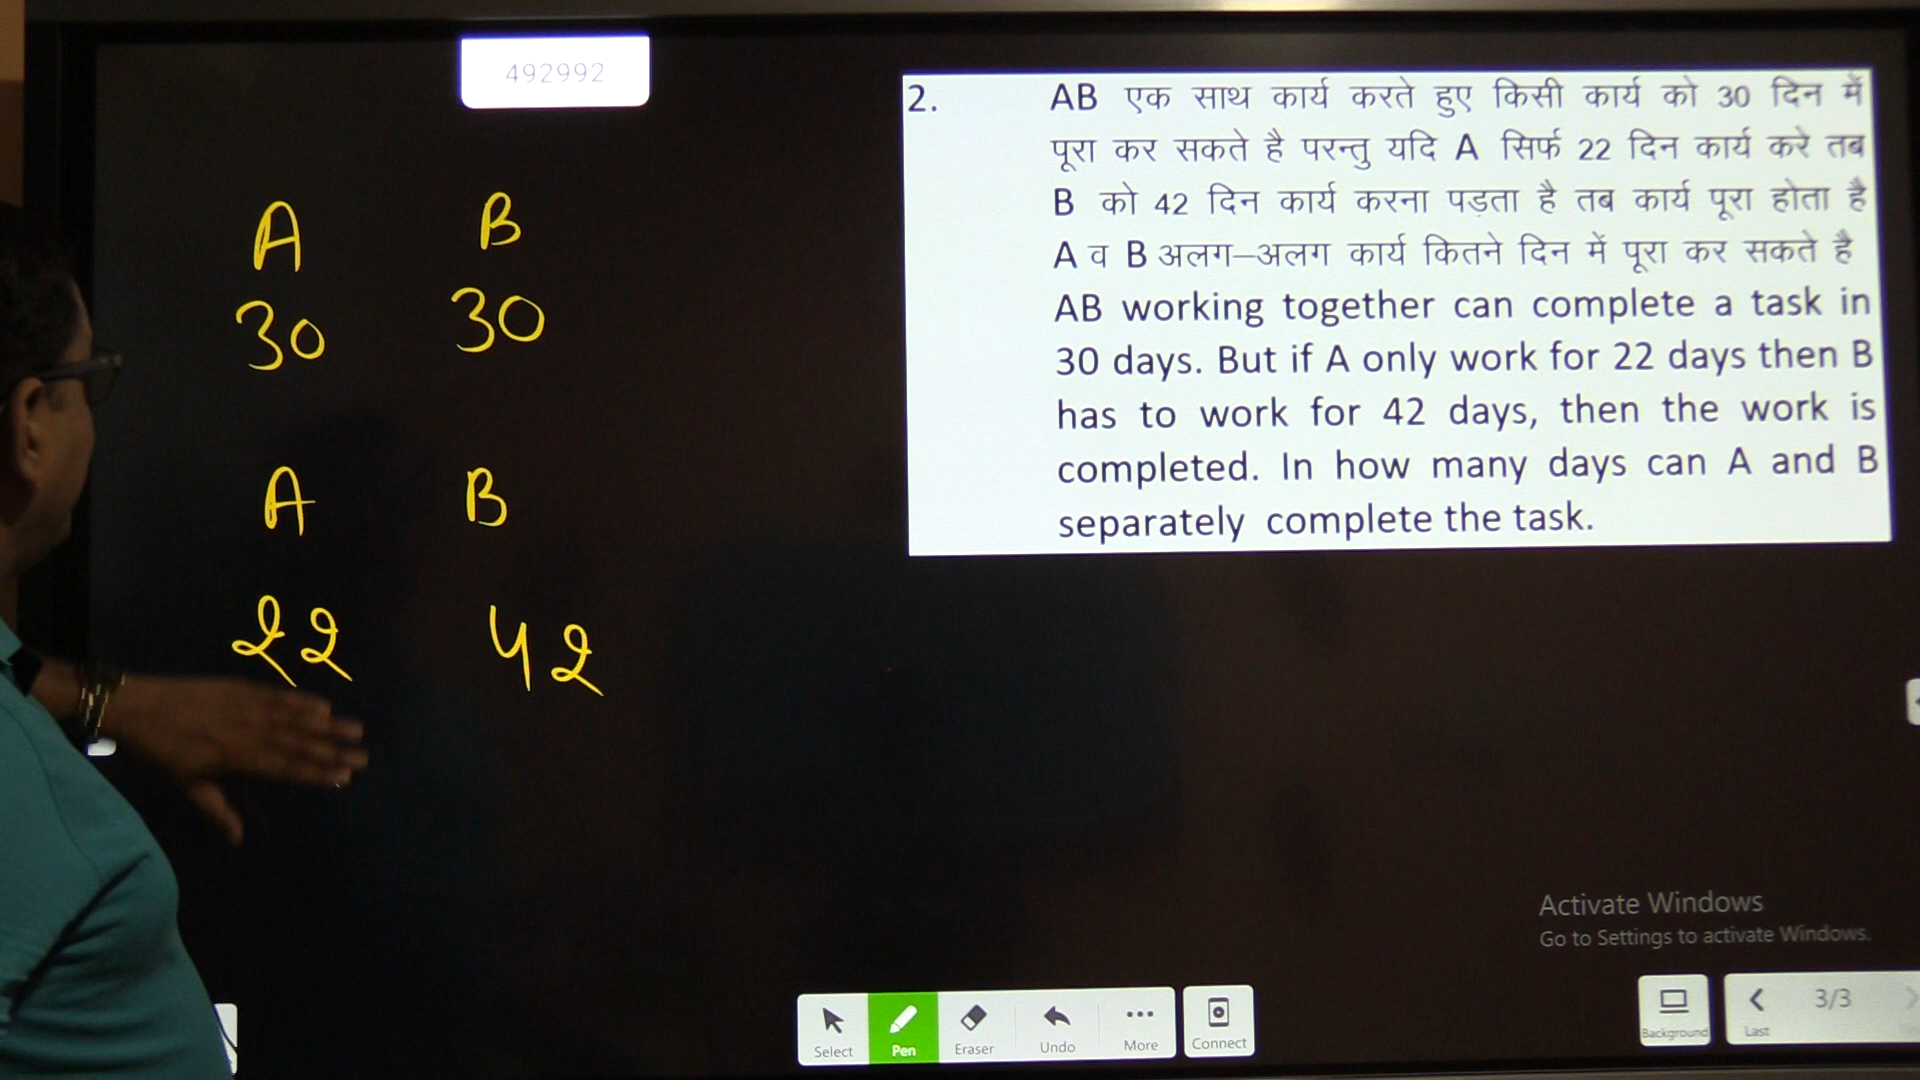 492992
2. AB एक साथ कार्य करते हुए किसी कार्य को 30 दिन में
पूरा कर सकते है परन्तु यदि A सिर्फ 22 दिन कार्य करे तब
B को 42 दिन कार्य करना पड़ता है तब कार्य पूरा होता है
A व B अलग–अलग कार्य कितने दिन में पूरा कर सकते है
AB working together can complete a task in
30 days. But if A only work for 22 days then B
has to work for 42 days, then the work is
completed. In how many days can A and B
separately complete the task.
A B
30 30
A B
22 42
Activate Windows
Go to Settings to activate Windows.
Select Pen Eraser Undo More Connect
Background Last 3/3